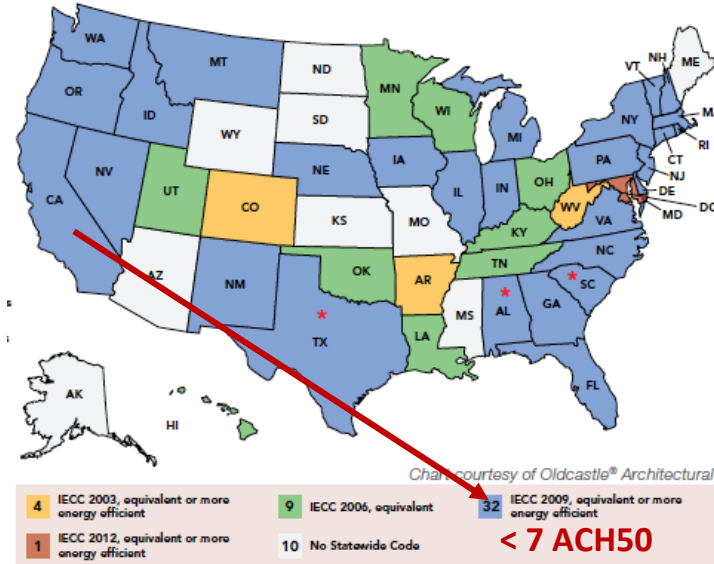 WA
MT
ND
OR
ID
SD
WY
MN
WI
MI
NY
VT
NH
ME
RI
CT
NJ
DE
MD
PA
NV
CA
UT
CO
NE
IA
IL
IN
OH
WV
VA
KY
NC
TN
KS
MO
AZ
NM
OK
AR
TX
*
LA
MS
AL
*
GA
SC
*
FL
AK
HI
Chart courtesy of Oldcastle® Architectural
4 IECC 2003, equivalent or more
energy efficient
9 IECC 2006, equivalent
32 IECC 2009, equivalent or more
energy efficient
1 IECC 2012, equivalent or more
energy efficient
10 No Statewide Code
< 7 ACH50